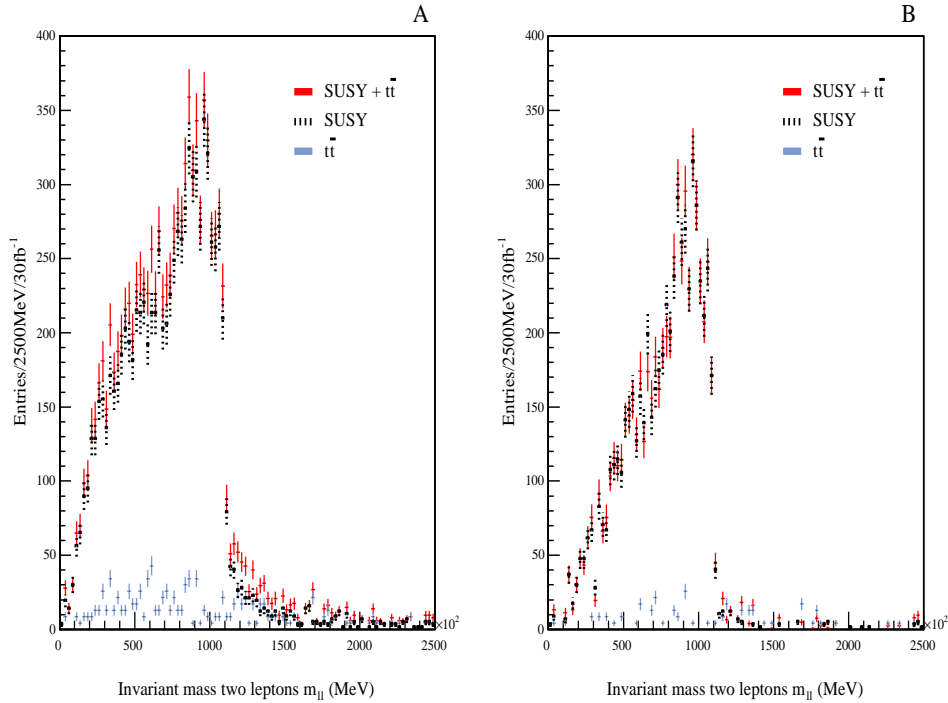 A
Entries/2500MeV/30fb⁻¹
400
350
300
250
200
150
100
50
0
SUSY + tt̄
SUSY
tt̄
0 500 1000 1500 2000 2500
×10²
Invariant mass two leptons mₗₗ (MeV)
B
Entries/2500MeV/30fb⁻¹
400
350
300
250
200
150
100
50
0
SUSY + tt̄
SUSY
tt̄
0 500 1000 1500 2000 2500
×10²
Invariant mass two leptons mₗₗ (MeV)